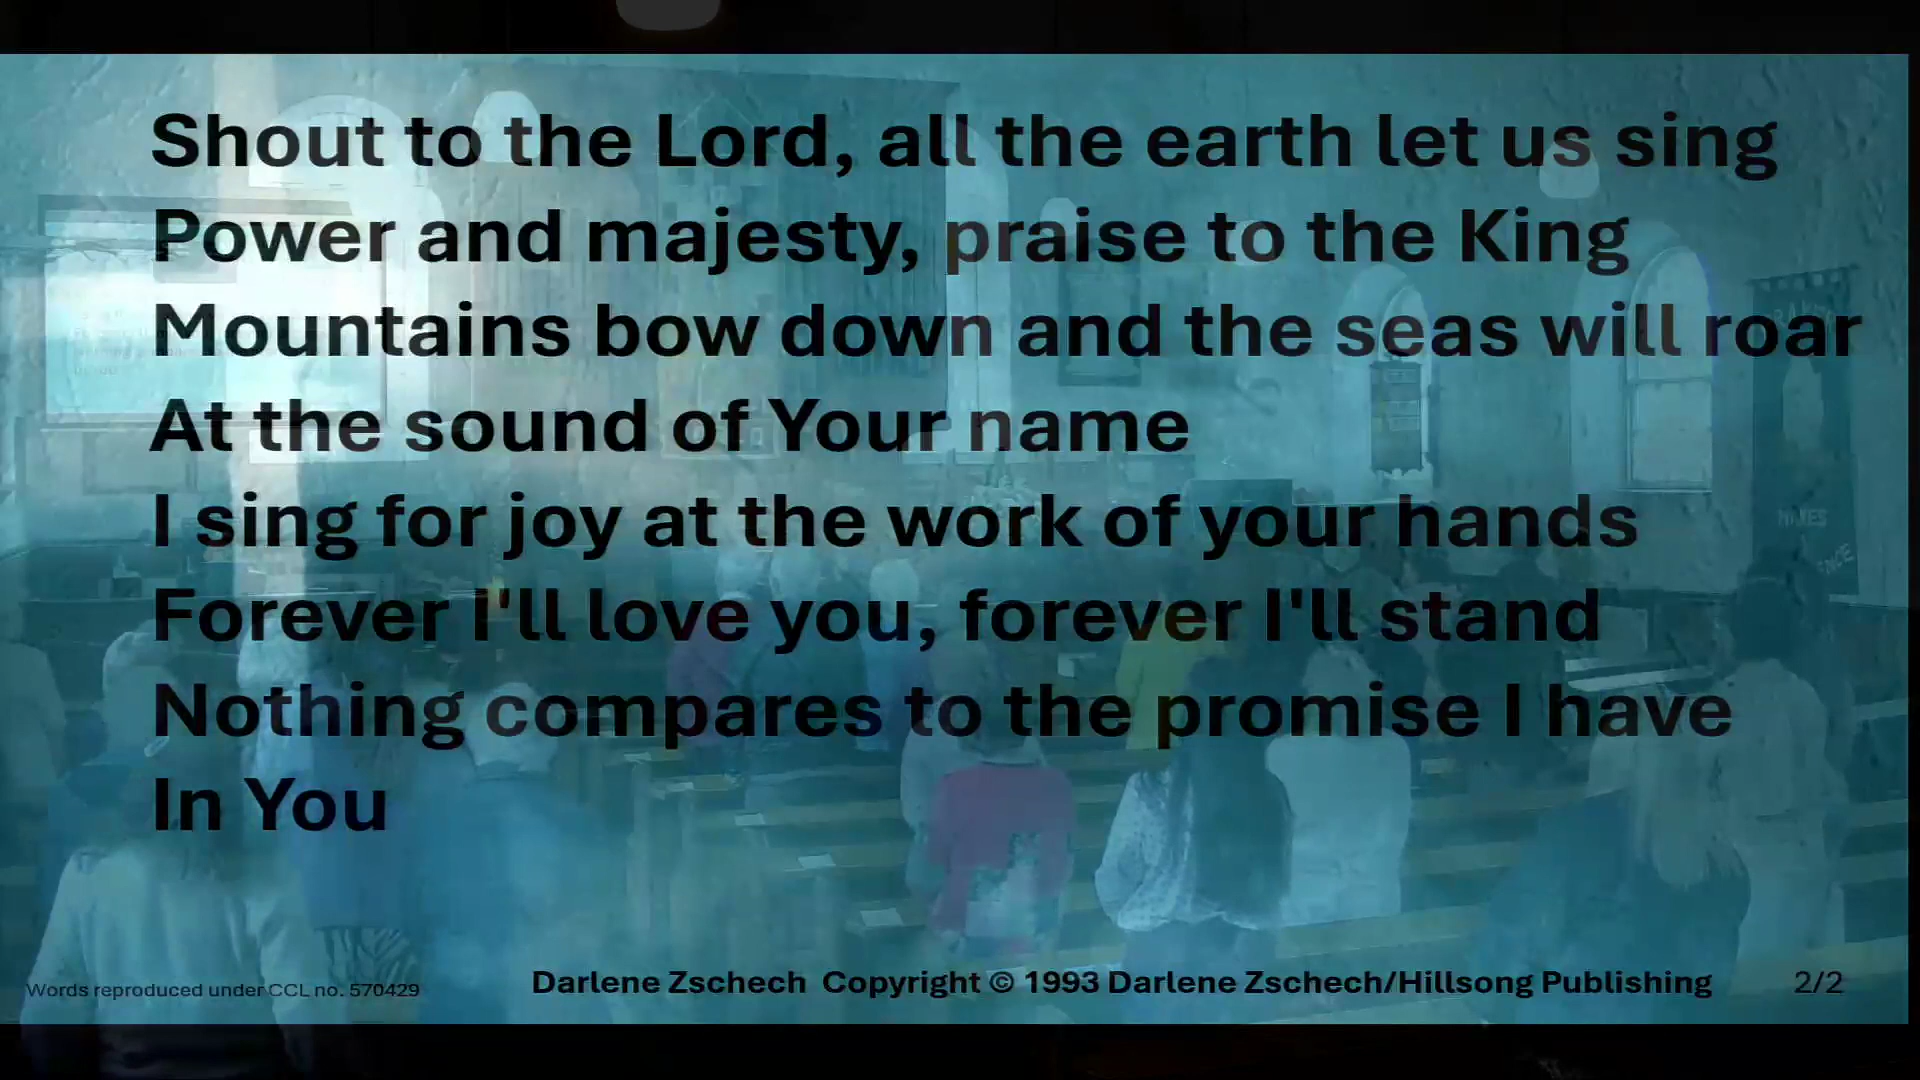 Shout to the Lord, all the earth let us sing
Power and majesty, praise to the King
Mountains bow down and the seas will roar
At the sound of Your name
I sing for joy at the work of your hands
Forever I'll love you, forever I'll stand
Nothing compares to the promise I have
In You
Words reproduced under CCL no. 570429
Darlene Zschech Copyright © 1993 Darlene Zschech/Hillsong Publishing
2/2